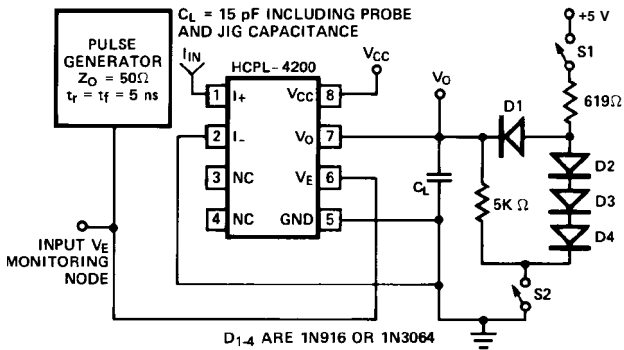 C_L = 15 pF INCLUDING PROBE
AND JIG CAPACITANCE
PULSE
GENERATOR
Z_O = 50Ω
t_r = t_f = 5 ns
I_IN
HCPL-4200
V_CC
V_O
+5 V
S1
619Ω
D1
D2
D3
D4
1 I+
2 I-
3 NC
4 NC
V_CC 8
V_O 7
V_E 6
GND 5
C_L
5K Ω
S2
INPUT V_E
MONITORING
NODE
D_1-4 ARE 1N916 OR 1N3064